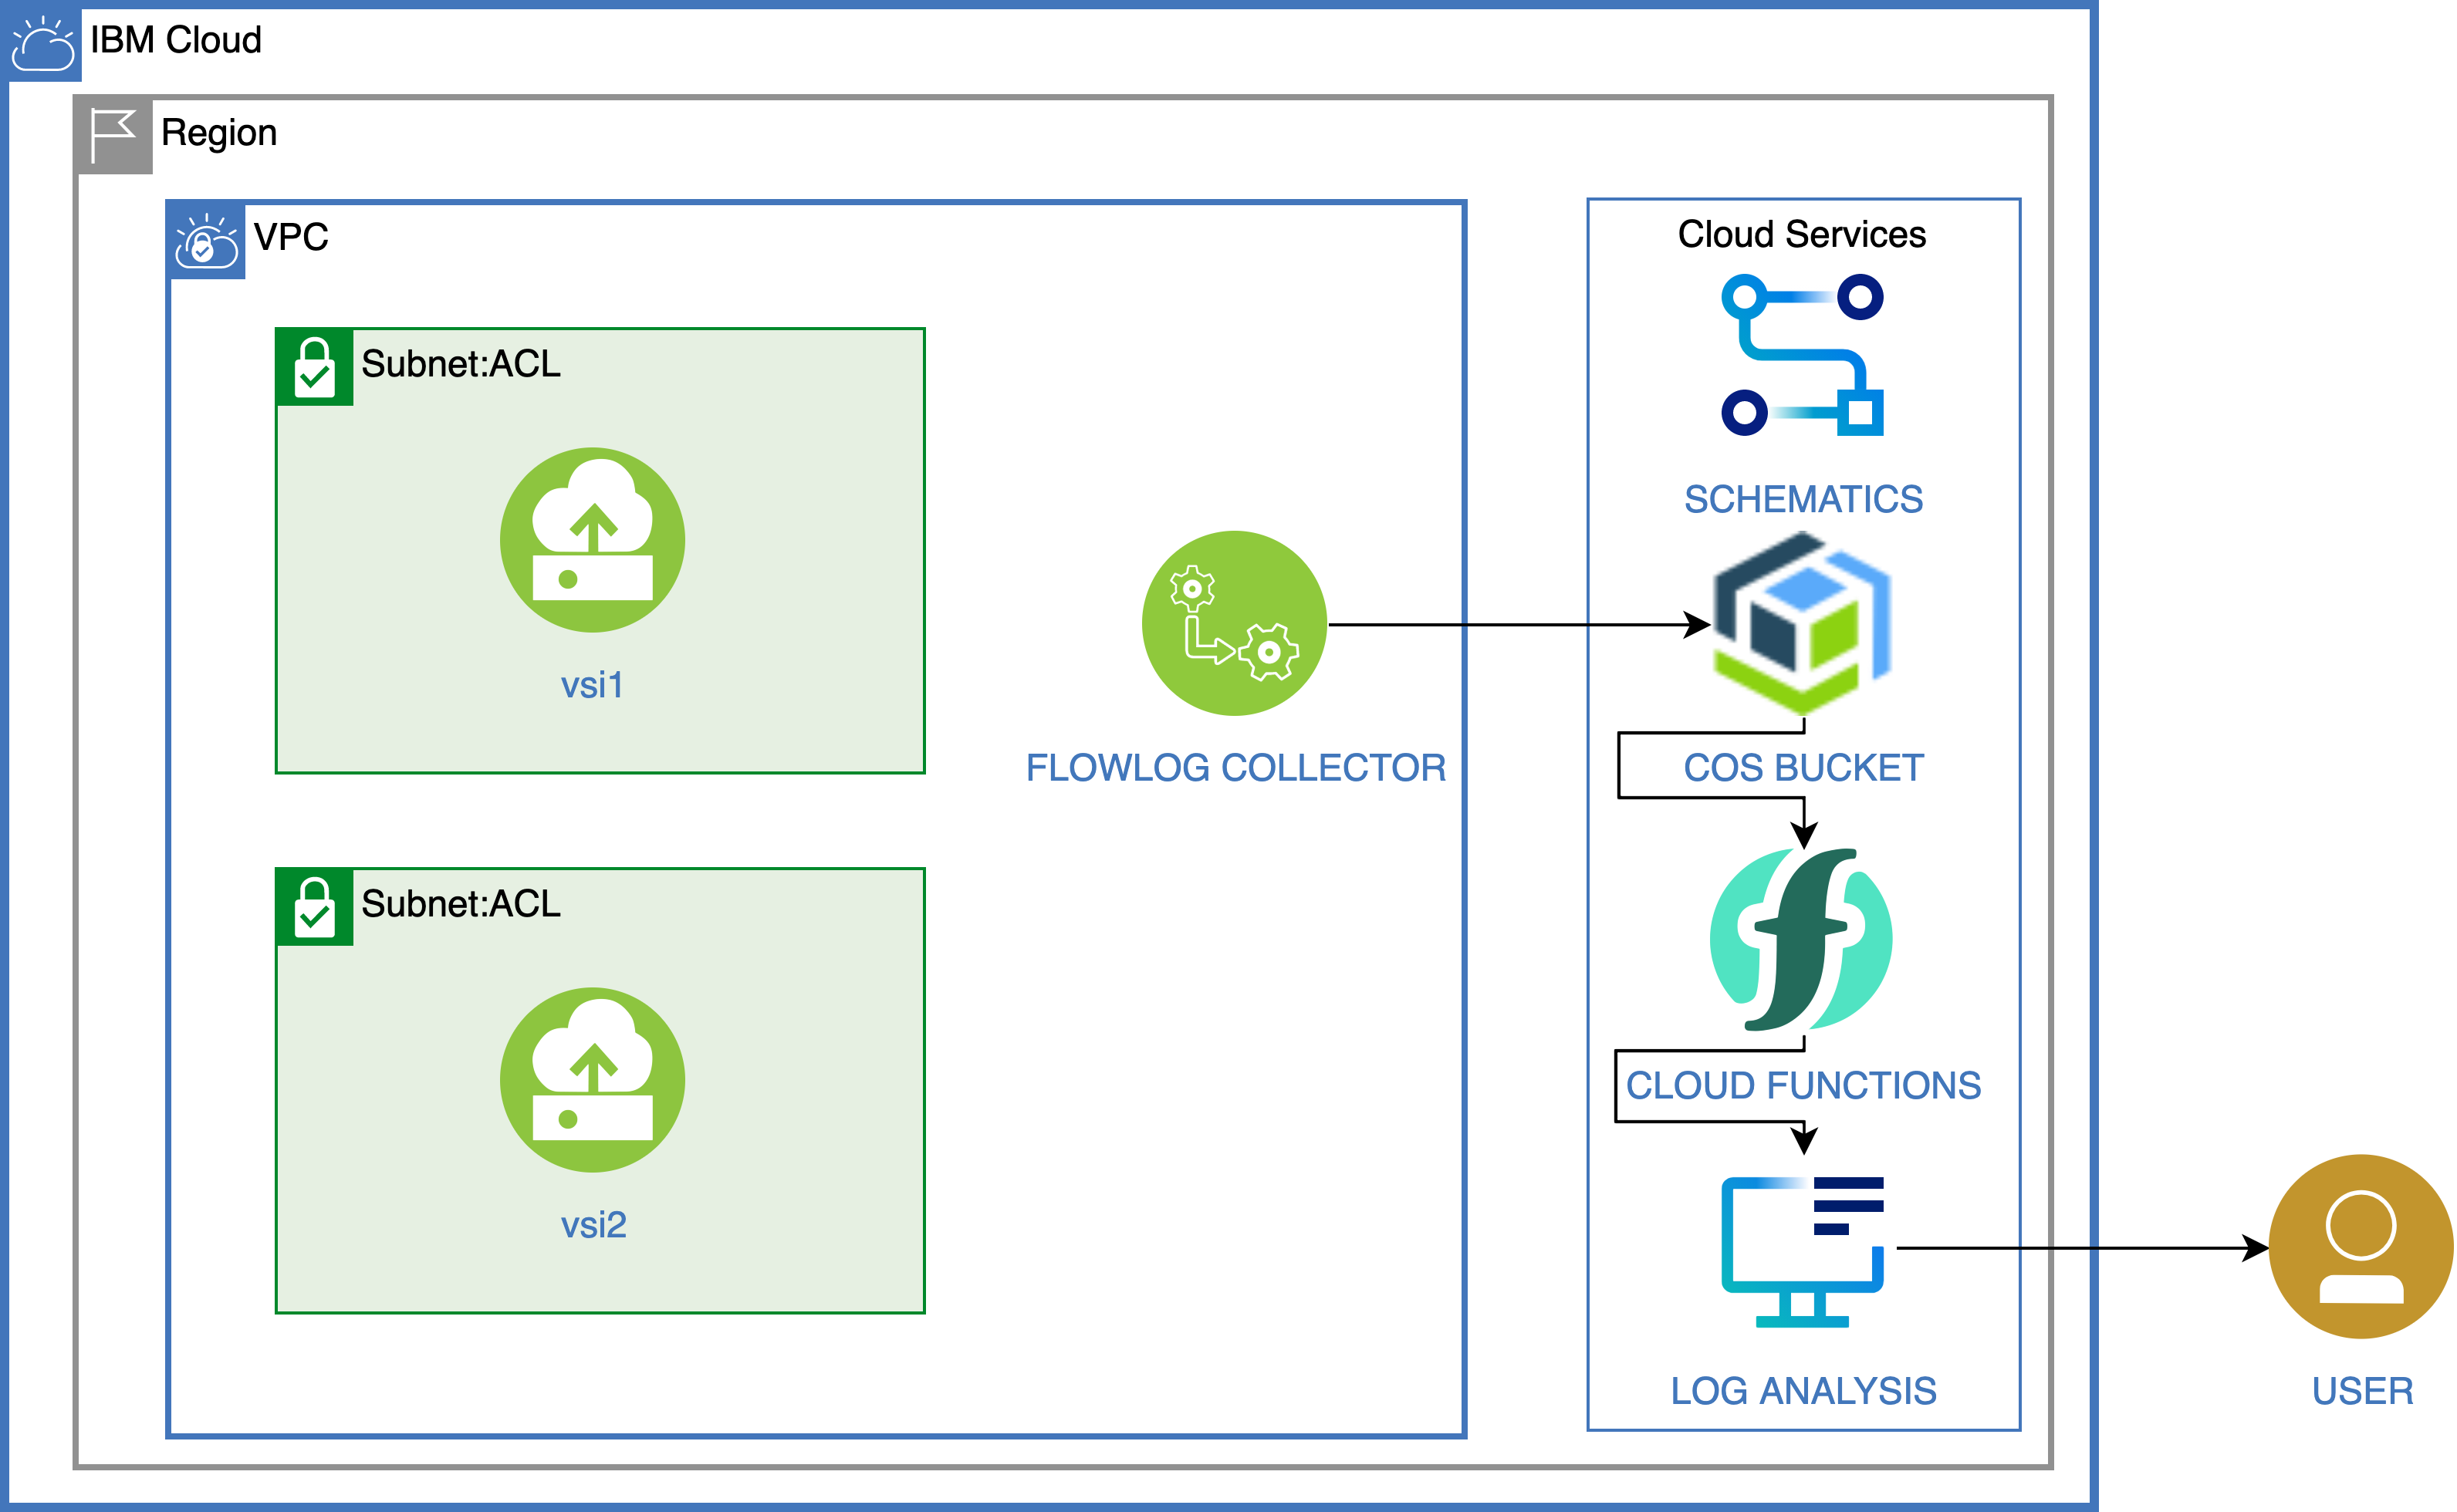 IBM Cloud
Region
VPC
Cloud Services
Subnet:ACL
SCHEMATICS
vsi1
FLOWLOG COLLECTOR
COS BUCKET
Subnet:ACL
CLOUD FUNCTIONS
vsi2
LOG ANALYSIS
USER